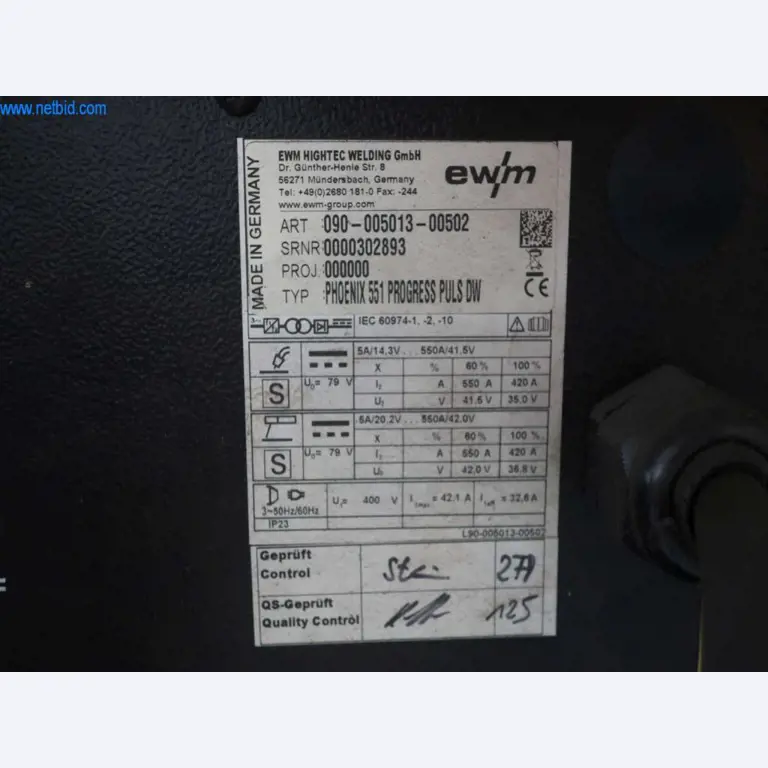 www.netbid.com
MADE IN GERMANY
EWM HIGHTEC WELDING GmbH
Dr. Günther-Henle Str. 8
56271 Mündersbach, Germany
Tel: +49(0)2680 181-0 Fax: -244
www.ewm-group.com
ewm
ART 090-005013-00502
SRNR: 0000302893
PROJ. 000000
TYP PHOENIX 551 PROGRESS PULS DW
CE
3~ IEC 60974-1, -2, -10
5A/14,3V... 550A/41,5V
X % 60 % 100 %
S U₀= 79 V I₂ A 550 A 420 A
U₂ V 41,5 V 35,0 V
5A/20,2V... 550A/42,0V
X % 60 % 100 %
S U₀= 79 V I₂ A 550 A 420 A
U₂ V 42,0 V 36,8 V
3~50Hz/60Hz U₁= 400 V I₁max = 42,1 A I₁eff = 32,6 A
IP23
L90-005013-00502
Geprüft
Control
277
QS-Geprüft
Quality Control
125